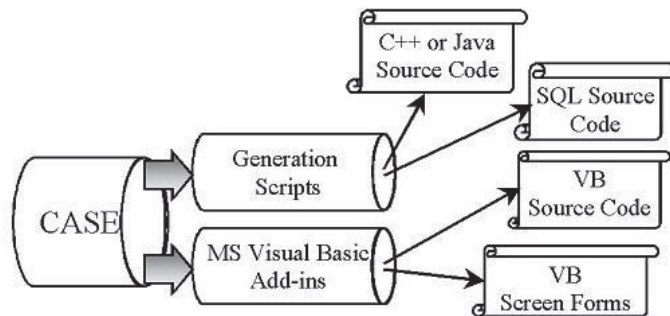 C++ or Java
Source Code
SQL Source
Code
Generation
Scripts
CASE
VB
Source Code
MS Visual Basic
Add-ins
VB
Screen Forms